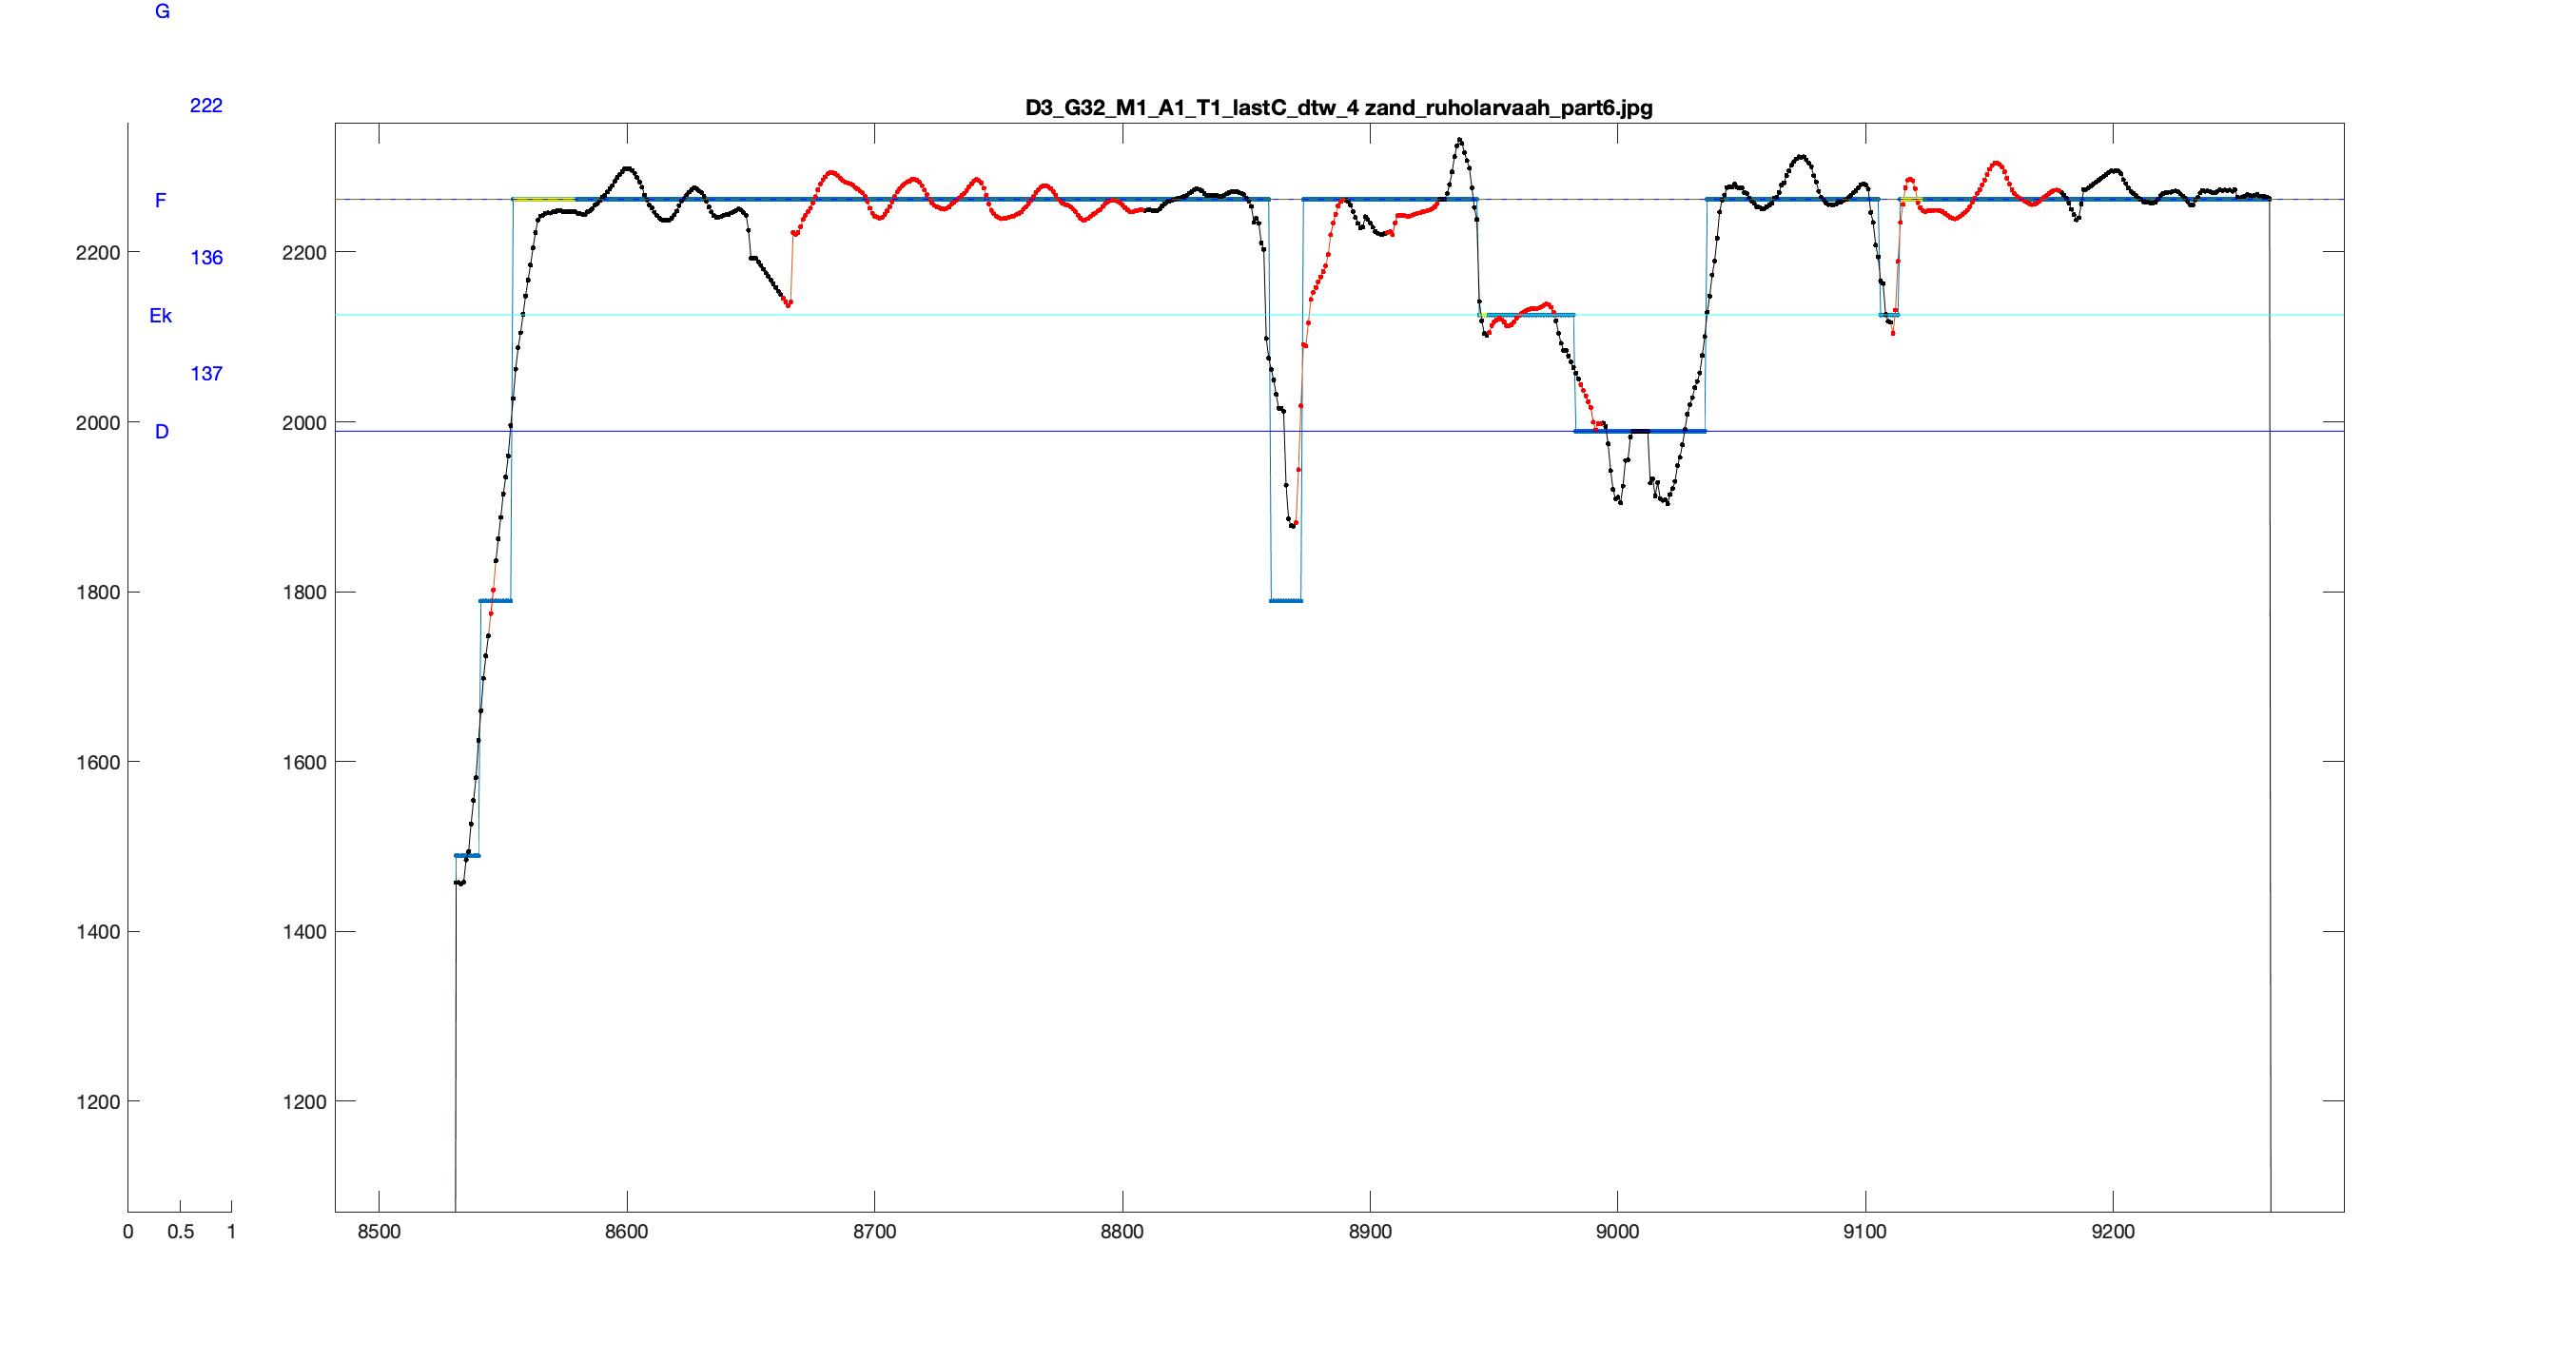 G
222
D3_G32_M1_A1_T1_lastC_dtw_4 zand_ruholarvaah_part6.jpg
F
2200 136 2200
Ek
137
2000 2000
D
1800 1800
1600 1600
1400 1400
1200 1200
0 0.5 1 8500 8600 8700 8800 8900 9000 9100 9200